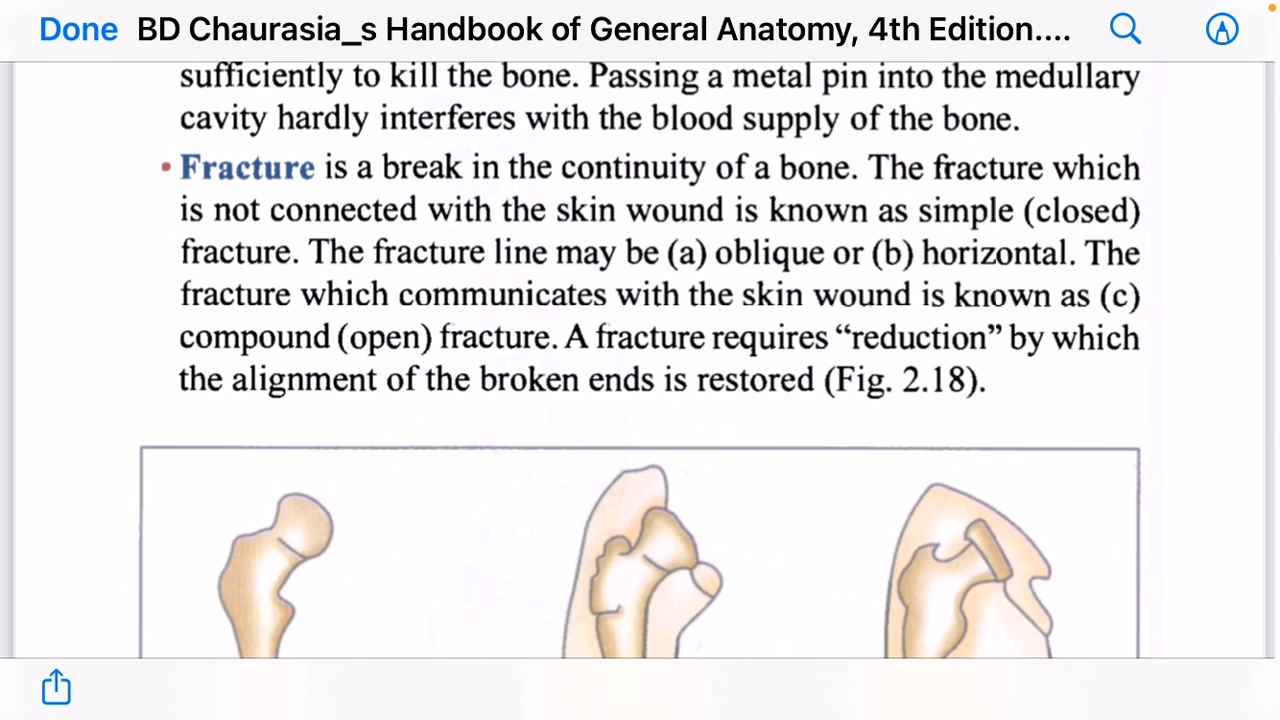 Done BD Chaurasia_s Handbook of General Anatomy, 4th Edition....
sufficiently to kill the bone. Passing a metal pin into the medullary
cavity hardly interferes with the blood supply of the bone.
• Fracture is a break in the continuity of a bone. The fracture which
is not connected with the skin wound is known as simple (closed)
fracture. The fracture line may be (a) oblique or (b) horizontal. The
fracture which communicates with the skin wound is known as (c)
compound (open) fracture. A fracture requires “reduction” by which
the alignment of the broken ends is restored (Fig. 2.18).